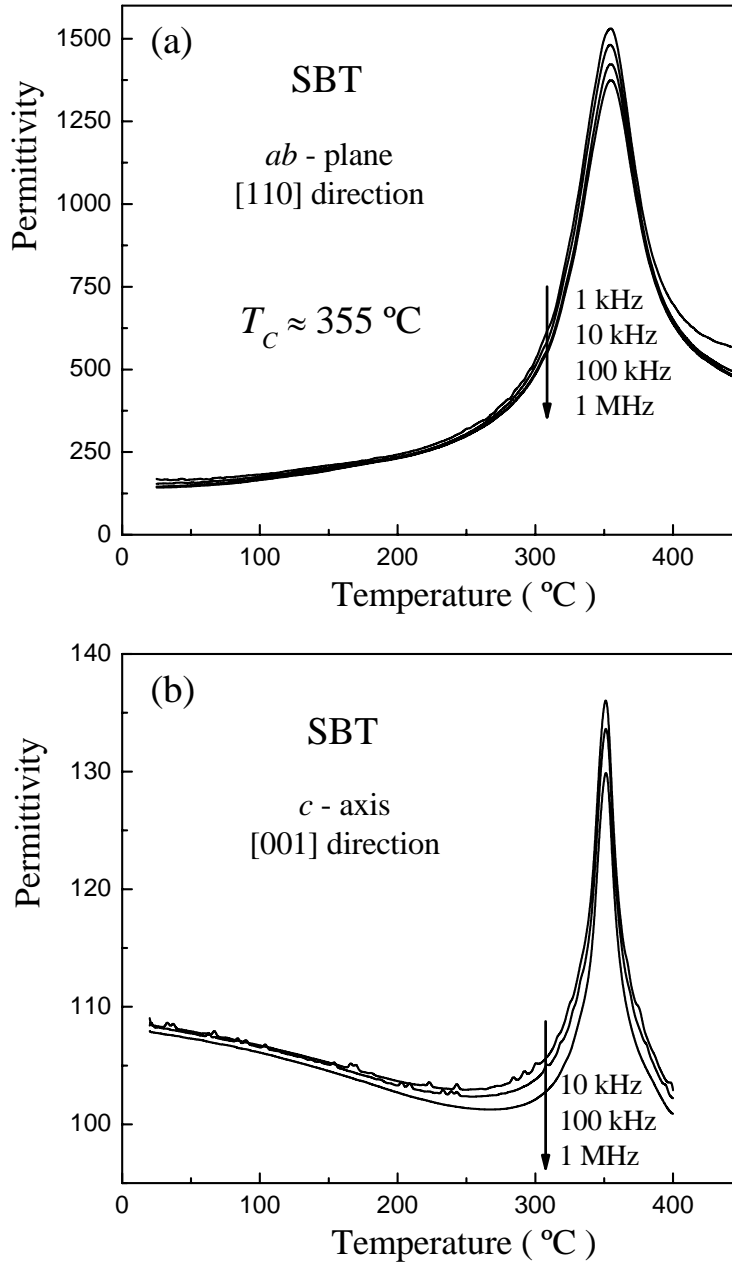 (a)
SBT
ab - plane
[110] direction
T_C ≈ 355 ºC
1 kHz
10 kHz
100 kHz
1 MHz
Permittivity
1500
1250
1000
750
500
250
0
0 100 200 300 400
Temperature ( ºC )
(b)
SBT
c - axis
[001] direction
10 kHz
100 kHz
1 MHz
Permittivity
140
130
120
110
100
0 100 200 300 400
Temperature ( ºC )